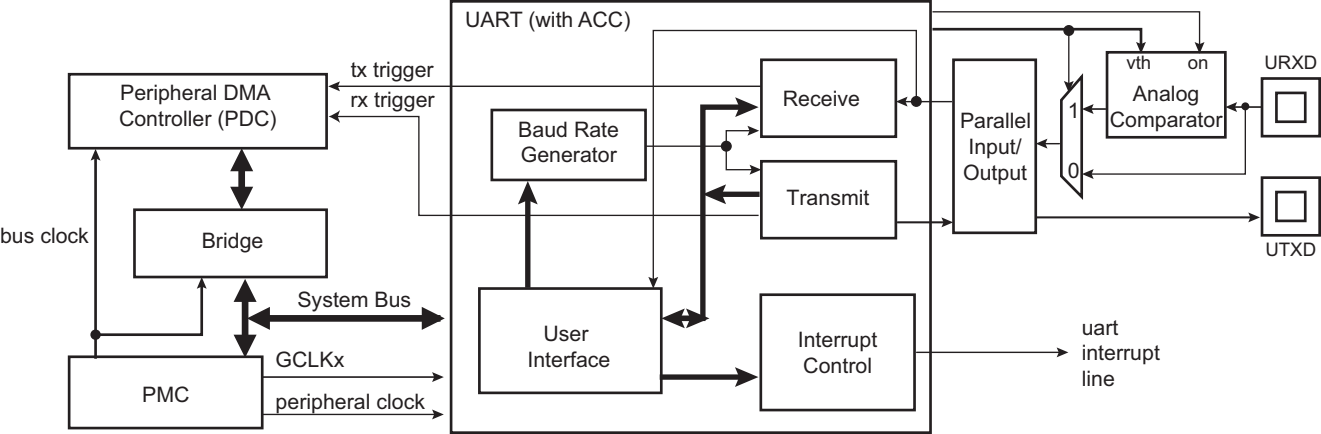 UART (with ACC)
tx trigger
rx trigger
Peripheral DMA
Controller (PDC)
Baud Rate
Generator
Receive
Transmit
Parallel
Input/
Output
1
0
vth
on
Analog
Comparator
URXD
UTXD
bus clock
Bridge
System Bus
GCLKx
peripheral clock
PMC
User
Interface
Interrupt
Control
uart
interrupt
line